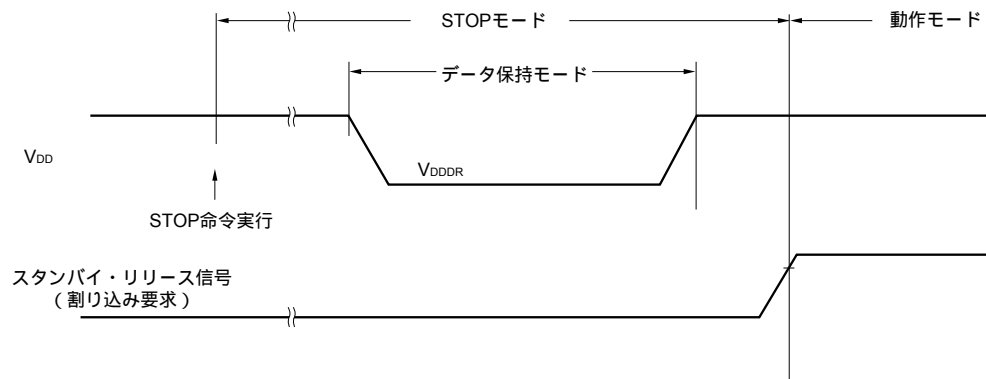 STOPモード
動作モード
データ保持モード
VDD
VDDDR
STOP命令実行
スタンバイ・リリース信号
（割り込み要求）